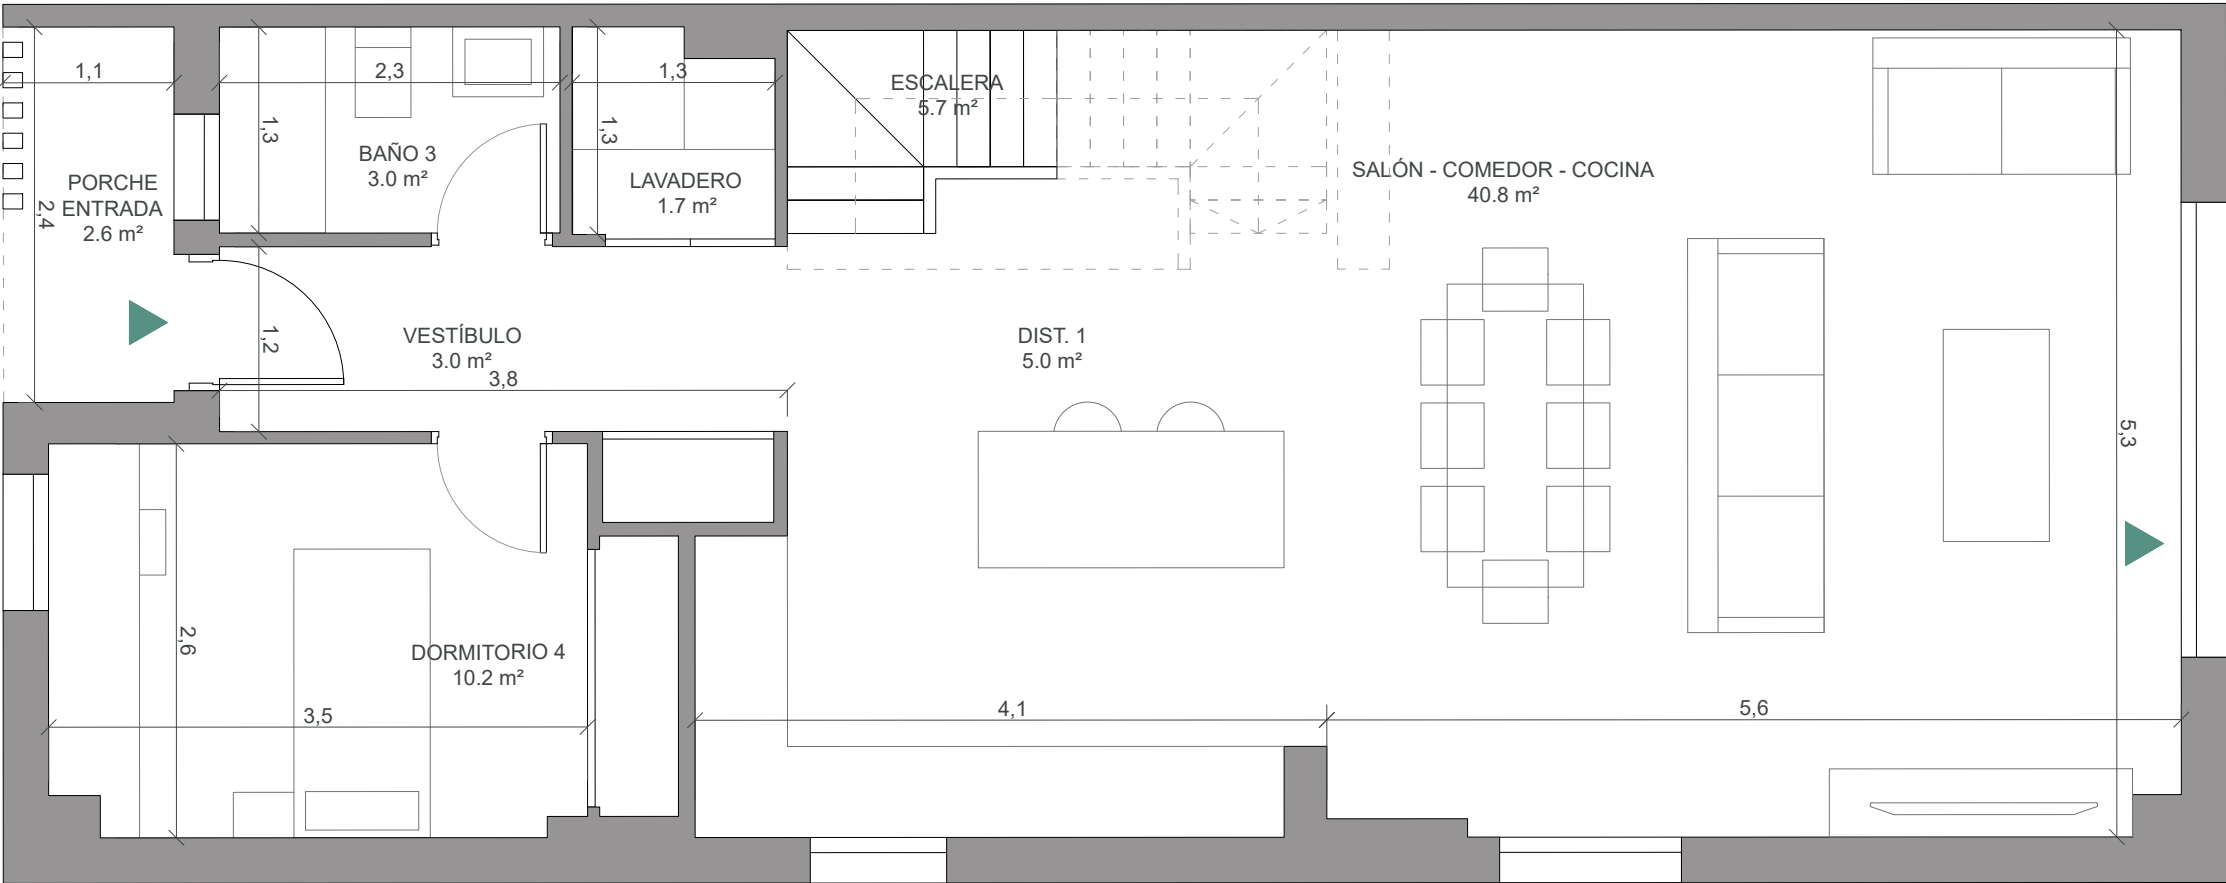 1,1
2,3
1,3
ESCALERA
5.7 m²
1,3
1,3
BAÑO 3
3.0 m²
LAVADERO
1.7 m²
SALÓN - COMEDOR - COCINA
40.8 m²
PORCHE
ENTRADA
2.6 m²
2,4
1,2
VESTÍBULO
3.0 m²
3,8
DIST. 1
5.0 m²
5,3
2,6
DORMITORIO 4
10.2 m²
3,5
4,1
5,6